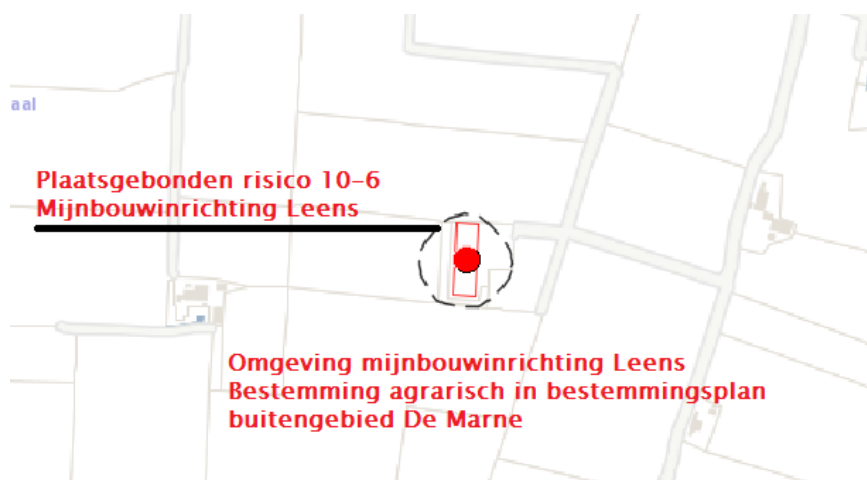 aal
Plaatsgebonden risico 10-6
Mijnbouwinrichting Leens
Omgeving mijnbouwinrichting Leens
Bestemming agrarisch in bestemmingsplan
buitengebied De Marne